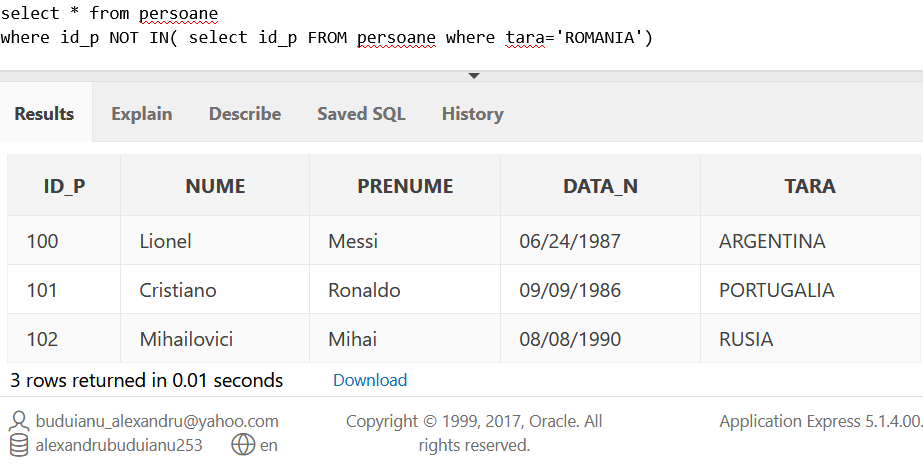 select * from persoane
where id_p NOT IN( select id_p FROM persoane where tara='ROMANIA')
Results Explain Describe Saved SQL History
ID_P NUME PRENUME DATA_N TARA
100 Lionel Messi 06/24/1987 ARGENTINA
101 Cristiano Ronaldo 09/09/1986 PORTUGALIA
102 Mihailovici Mihai 08/08/1990 RUSIA
3 rows returned in 0.01 seconds Download
buduianu_alexandru@yahoo.com Copyright © 1999, 2017, Oracle. All Application Express 5.1.4.00.
alexandrubuduianu253 en rights reserved.